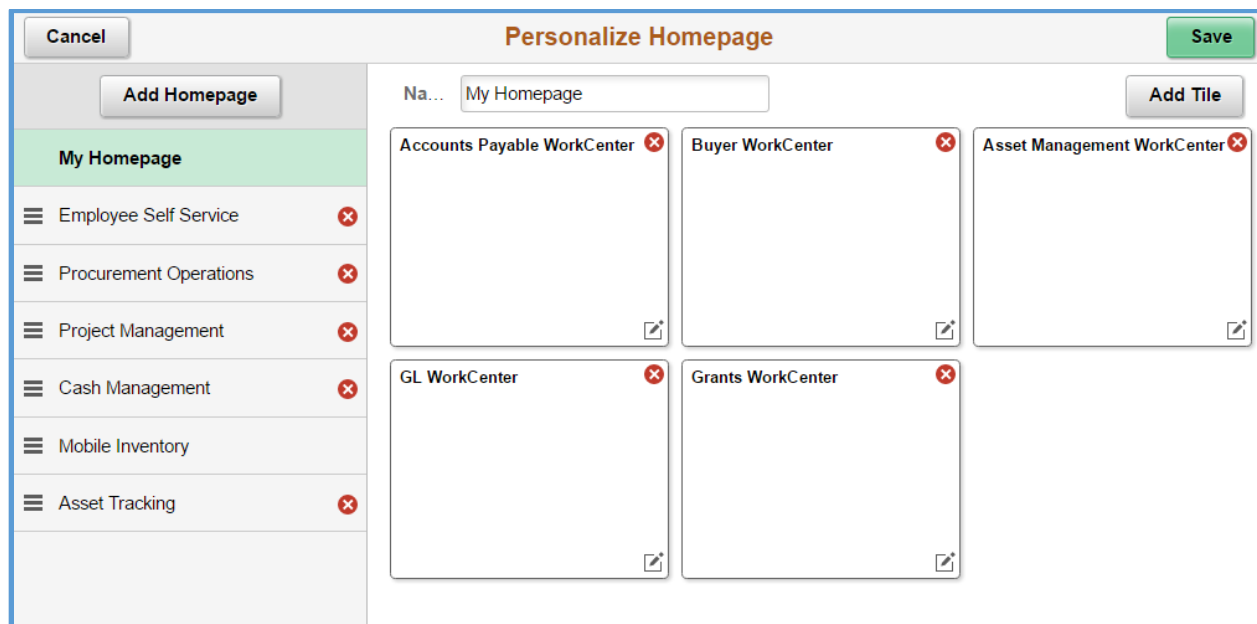 Cancel
Personalize Homepage
Save
Add Homepage
Na...
My Homepage
Add Tile
My Homepage
Employee Self Service
Procurement Operations
Project Management
Cash Management
Mobile Inventory
Asset Tracking
Accounts Payable WorkCenter
Buyer WorkCenter
Asset Management WorkCenter
GL WorkCenter
Grants WorkCenter